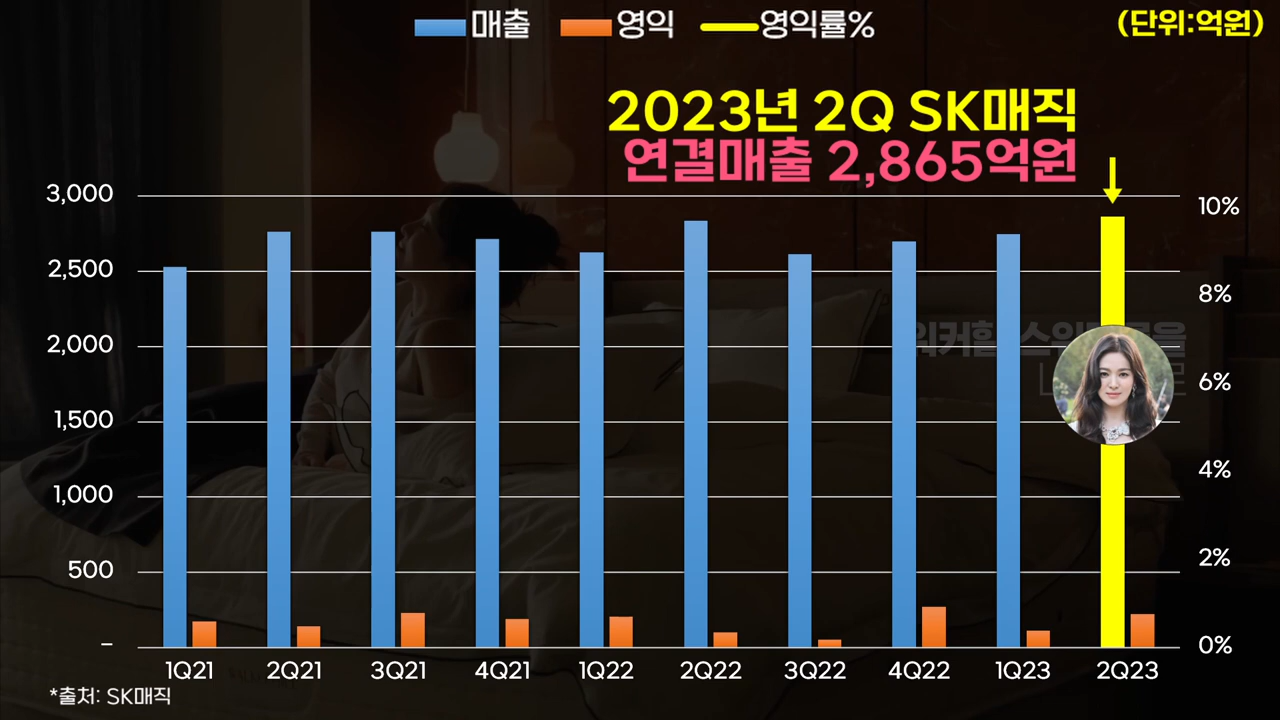 매출 영익 영익률%
(단위:억원)
2023년 2Q SK매직
연결매출 2,865억원
3,000
2,500
2,000
1,500
1,000
500
–
10%
8%
6%
4%
2%
0%
1Q21 2Q21 3Q21 4Q21 1Q22 2Q22 3Q22 4Q22 1Q23 2Q23
*출처: SK매직